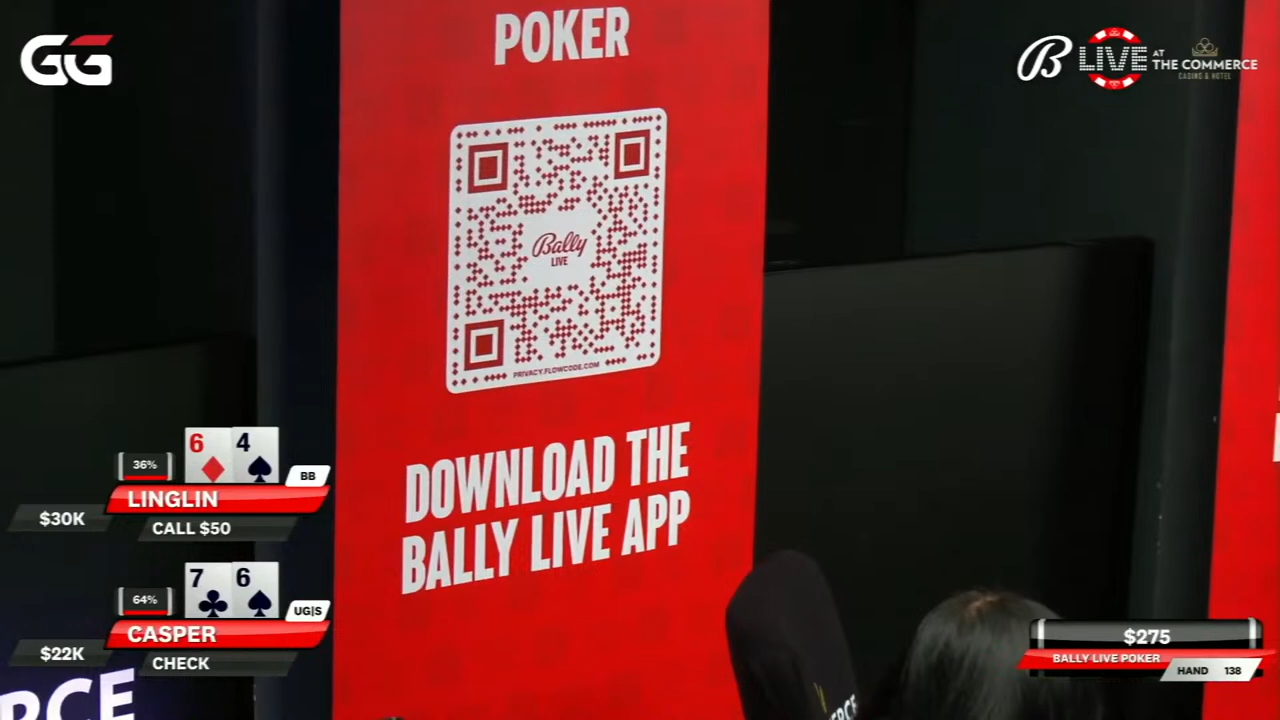 GG
POKER
B LIVE AT THE COMMERCE
CASINO & HOTEL
Bally
LIVE
PRIVACY.FLOWCODE.COM
DOWNLOAD THE
BALLY LIVE APP
36%
6 4
BB
LINGLIN
$30K
CALL $50
64%
7 6
UG|S
CASPER
$22K
CHECK
RCE
$275
BALLY LIVE POKER
HAND 138